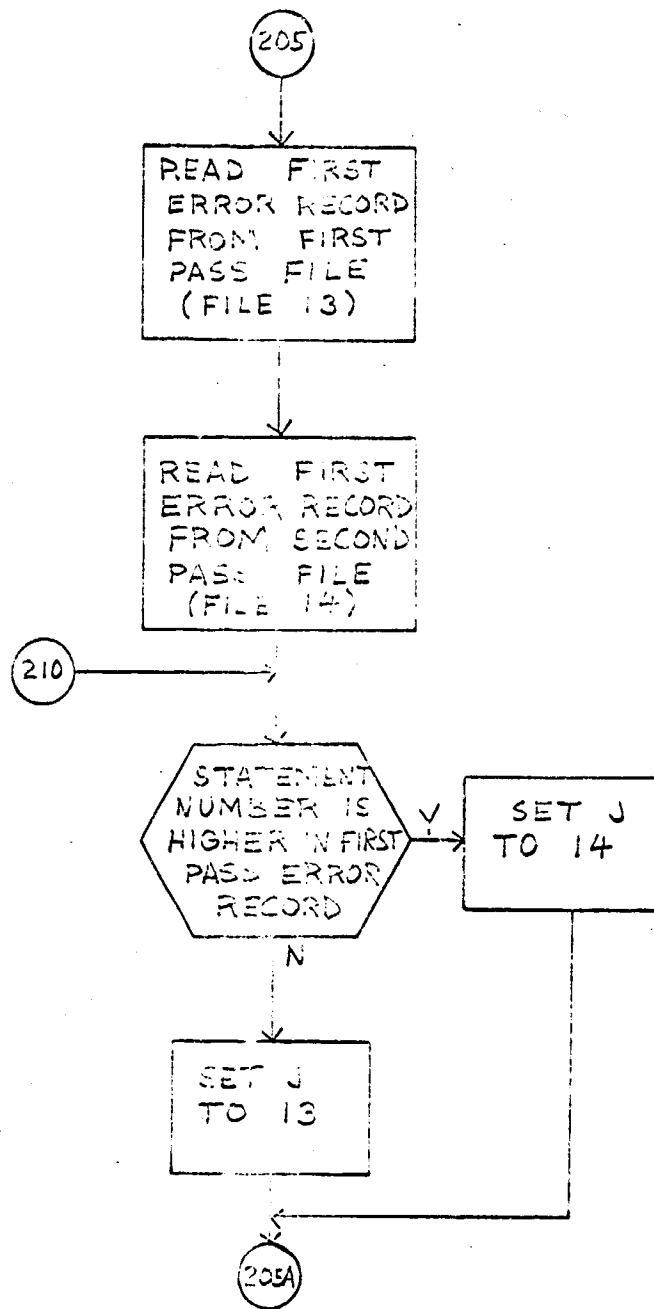 205
READ FIRST
ERROR RECORD
FROM FIRST
PASS FILE
(FILE 13)
READ FIRST
ERROR RECORD
FROM SECOND
PASS FILE
(FILE 14)
210
STATEMENT
NUMBER IS
HIGHER IN FIRST
PASS ERROR
RECORD
Y
SET J
TO 14
N
SET J
TO 13
205A